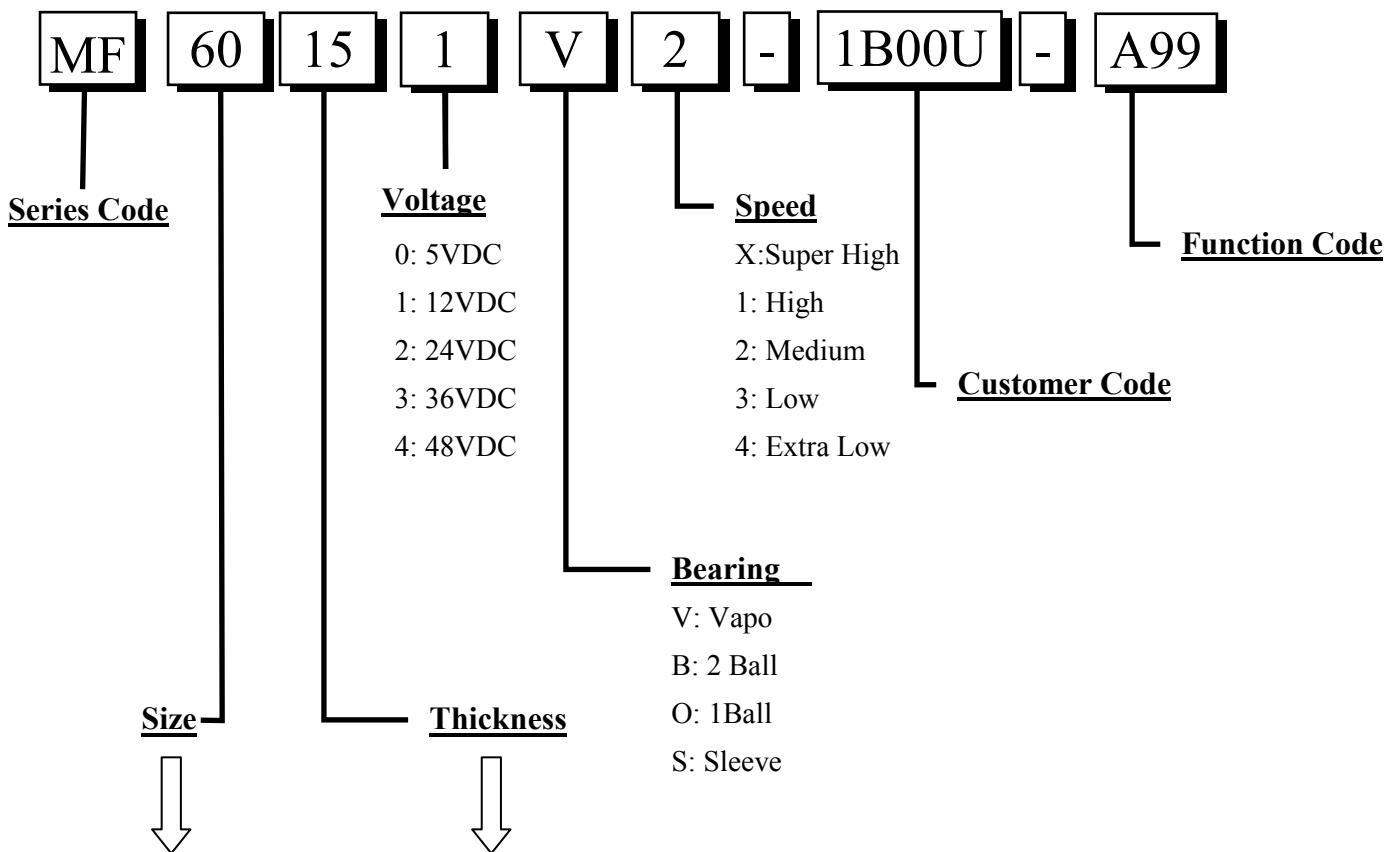 MF 60 15 1 V 2 - 1B00U - A99
Series Code
Voltage
0: 5VDC
1: 12VDC
2: 24VDC
3: 36VDC
4: 48VDC
Speed
X:Super High
1: High
2: Medium
3: Low
4: Extra Low
Function Code
Customer Code
Bearing
V: Vapo
B: 2 Ball
O: 1Ball
S: Sleeve
Size
Thickness